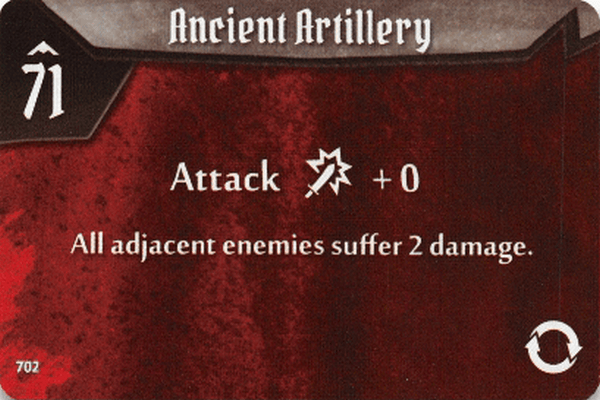 Ancient Artillery
71
Attack + 0
All adjacent enemies suffer 2 damage.
702